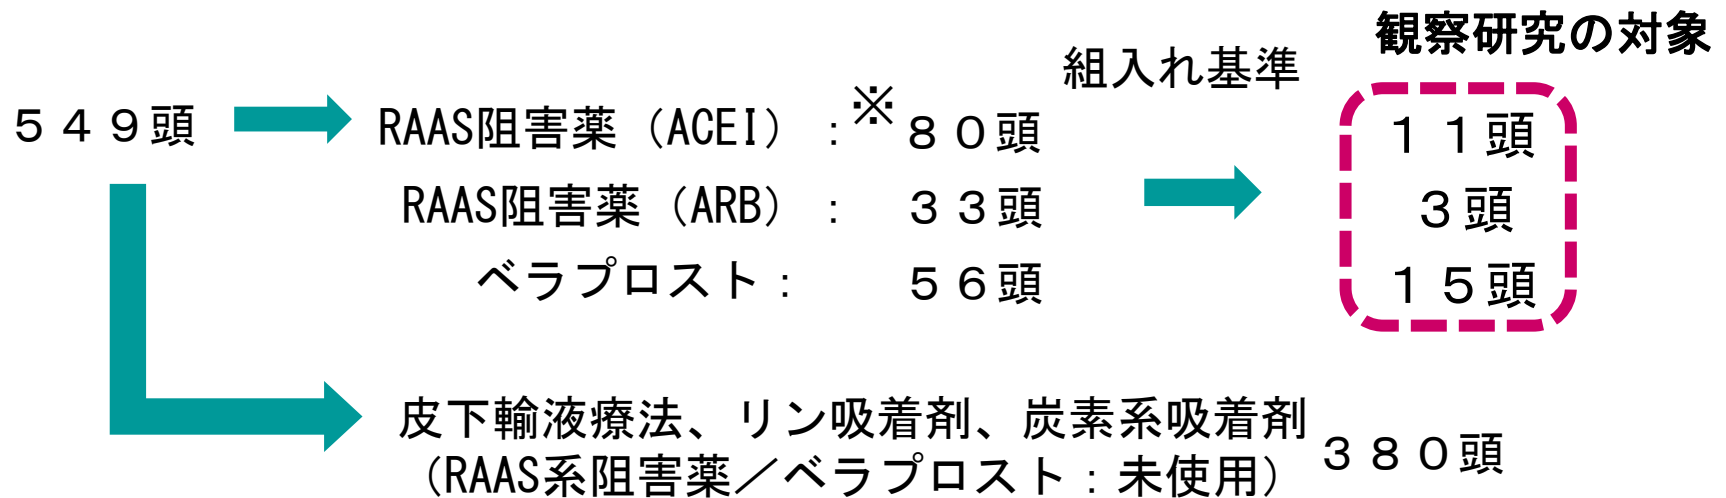 観察研究の対象
組入れ基準
５４９頭 RAAS阻害薬（ACEI）：※８０頭 １１頭
RAAS阻害薬（ARB）： ３３頭 ３頭
ベラプロスト： ５６頭 １５頭
皮下輸液療法、リン吸着剤、炭素系吸着剤
（RAAS系阻害薬／ベラプロスト：未使用） ３８０頭